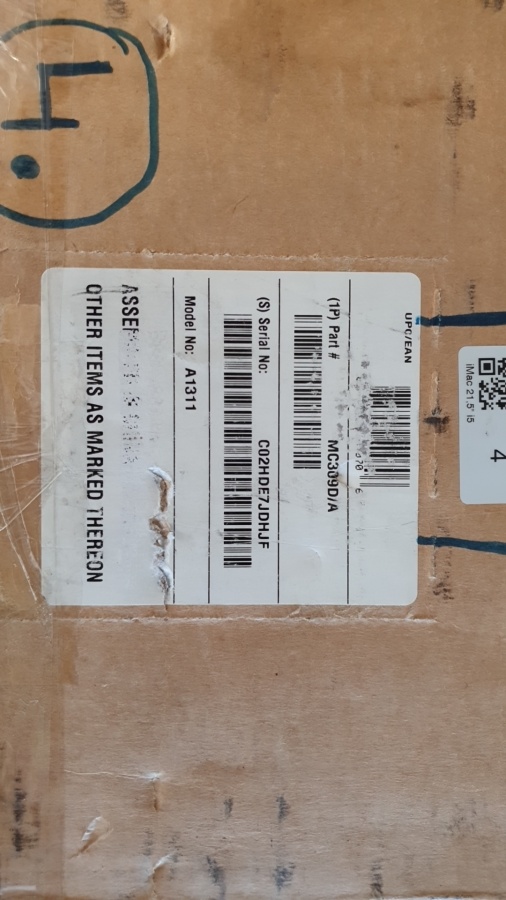 UPC/EAN
(1P) Part # MC309D/A
(S) Serial No: C02HDE7JDHJF
Model No: A1311
OTHER ITEMS AS MARKED THEREON
iMac 21.5" i5
4
H.